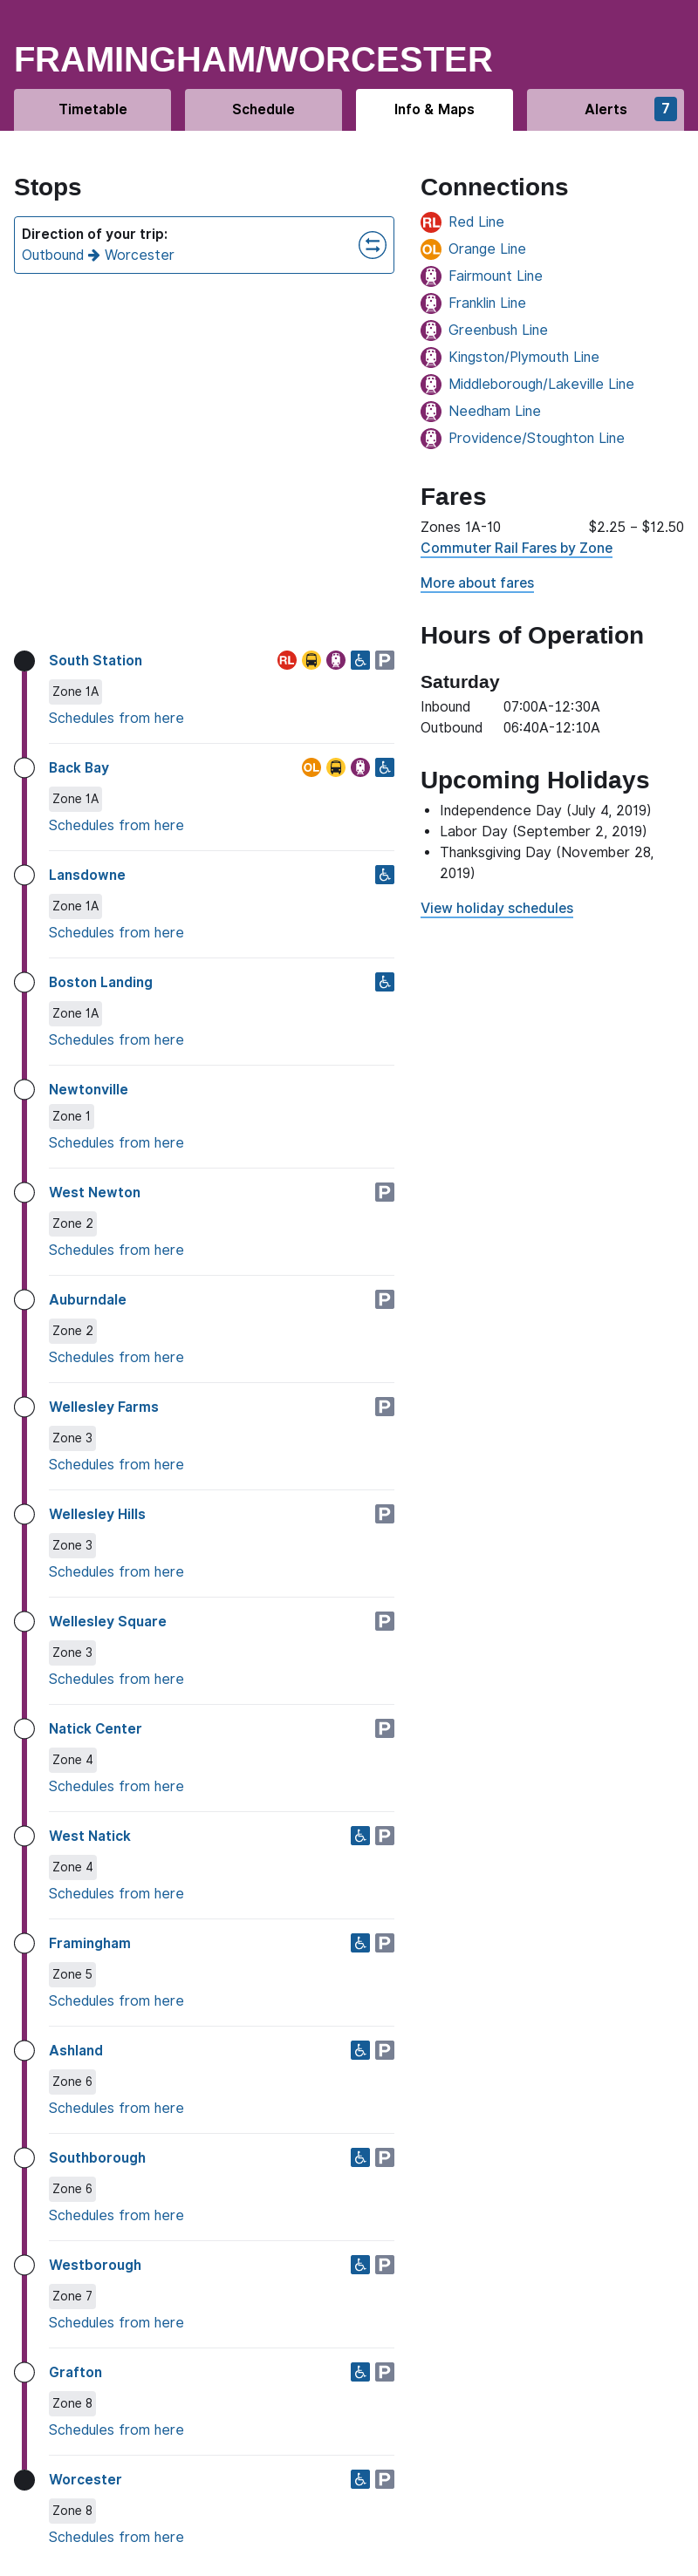 FRAMINGHAM/WORCESTER
Timetable
Schedule
Info & Maps
Alerts
7
Stops
Direction of your trip:
Outbound → Worcester
South Station
RL
P
Zone 1A
Schedules from here
Back Bay
OL
Zone 1A
Schedules from here
Lansdowne
Zone 1A
Schedules from here
Boston Landing
Zone 1A
Schedules from here
Newtonville
Zone 1
Schedules from here
West Newton
P
Zone 2
Schedules from here
Auburndale
P
Zone 2
Schedules from here
Wellesley Farms
P
Zone 3
Schedules from here
Wellesley Hills
P
Zone 3
Schedules from here
Wellesley Square
P
Zone 3
Schedules from here
Natick Center
P
Zone 4
Schedules from here
West Natick
P
Zone 4
Schedules from here
Framingham
P
Zone 5
Schedules from here
Ashland
P
Zone 6
Schedules from here
Southborough
P
Zone 6
Schedules from here
Westborough
P
Zone 7
Schedules from here
Grafton
P
Zone 8
Schedules from here
Worcester
P
Zone 8
Schedules from here
Connections
RL Red Line
OL Orange Line
Fairmount Line
Franklin Line
Greenbush Line
Kingston/Plymouth Line
Middleborough/Lakeville Line
Needham Line
Providence/Stoughton Line
Fares
Zones 1A-10 $2.25 – $12.50
Commuter Rail Fares by Zone
More about fares
Hours of Operation
Saturday
Inbound 07:00A-12:30A
Outbound 06:40A-12:10A
Upcoming Holidays
• Independence Day (July 4, 2019)
• Labor Day (September 2, 2019)
• Thanksgiving Day (November 28,
2019)
View holiday schedules